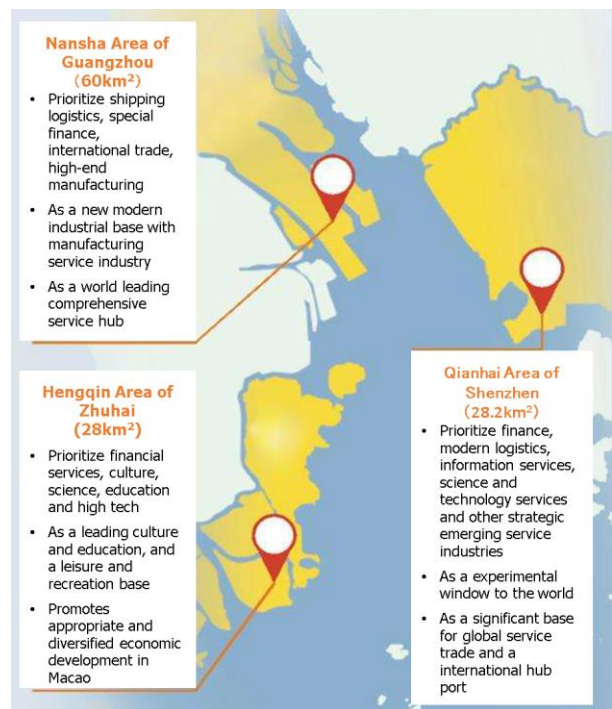 Nansha Area of
Guangzhou
(60km²)
• Prioritize shipping
logistics, special
finance,
international trade,
high-end
manufacturing
• As a new modern
industrial base with
manufacturing
service industry
• As a world leading
comprehensive
service hub
Hengqin Area of
Zhuhai
(28km²)
• Prioritize financial
services, culture,
science, education
and high tech
• As a leading culture
and education, and
a leisure and
recreation base
• Promotes
appropriate and
diversified economic
development in
Macao
Qianhai Area of
Shenzhen
(28.2km²)
• Prioritize finance,
modern logistics,
information services,
science and
technology services
and other strategic
emerging service
industries
• As a experimental
window to the world
• As a significant base
for global service
trade and a
international hub
port